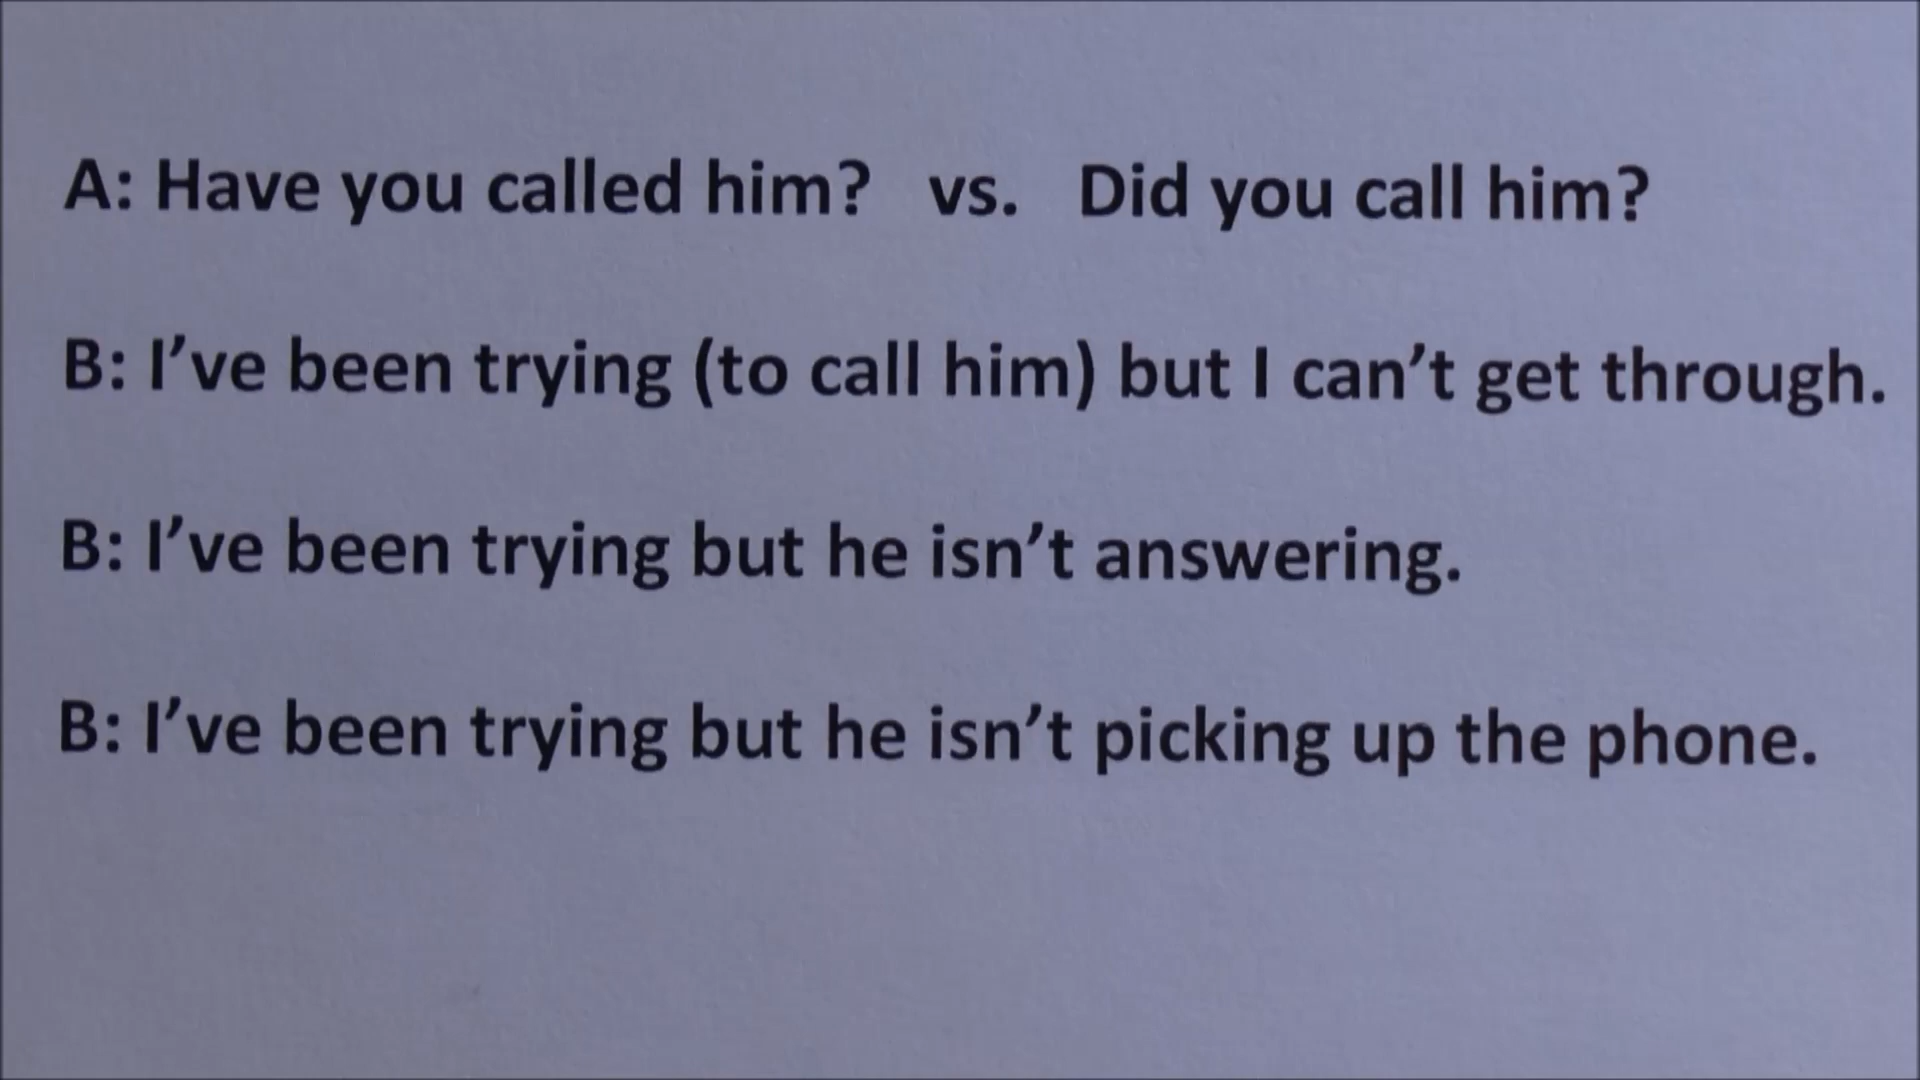 A: Have you called him?   vs.   Did you call him?
B: I’ve been trying (to call him) but I can’t get through.
B: I’ve been trying but he isn’t answering.
B: I’ve been trying but he isn’t picking up the phone.